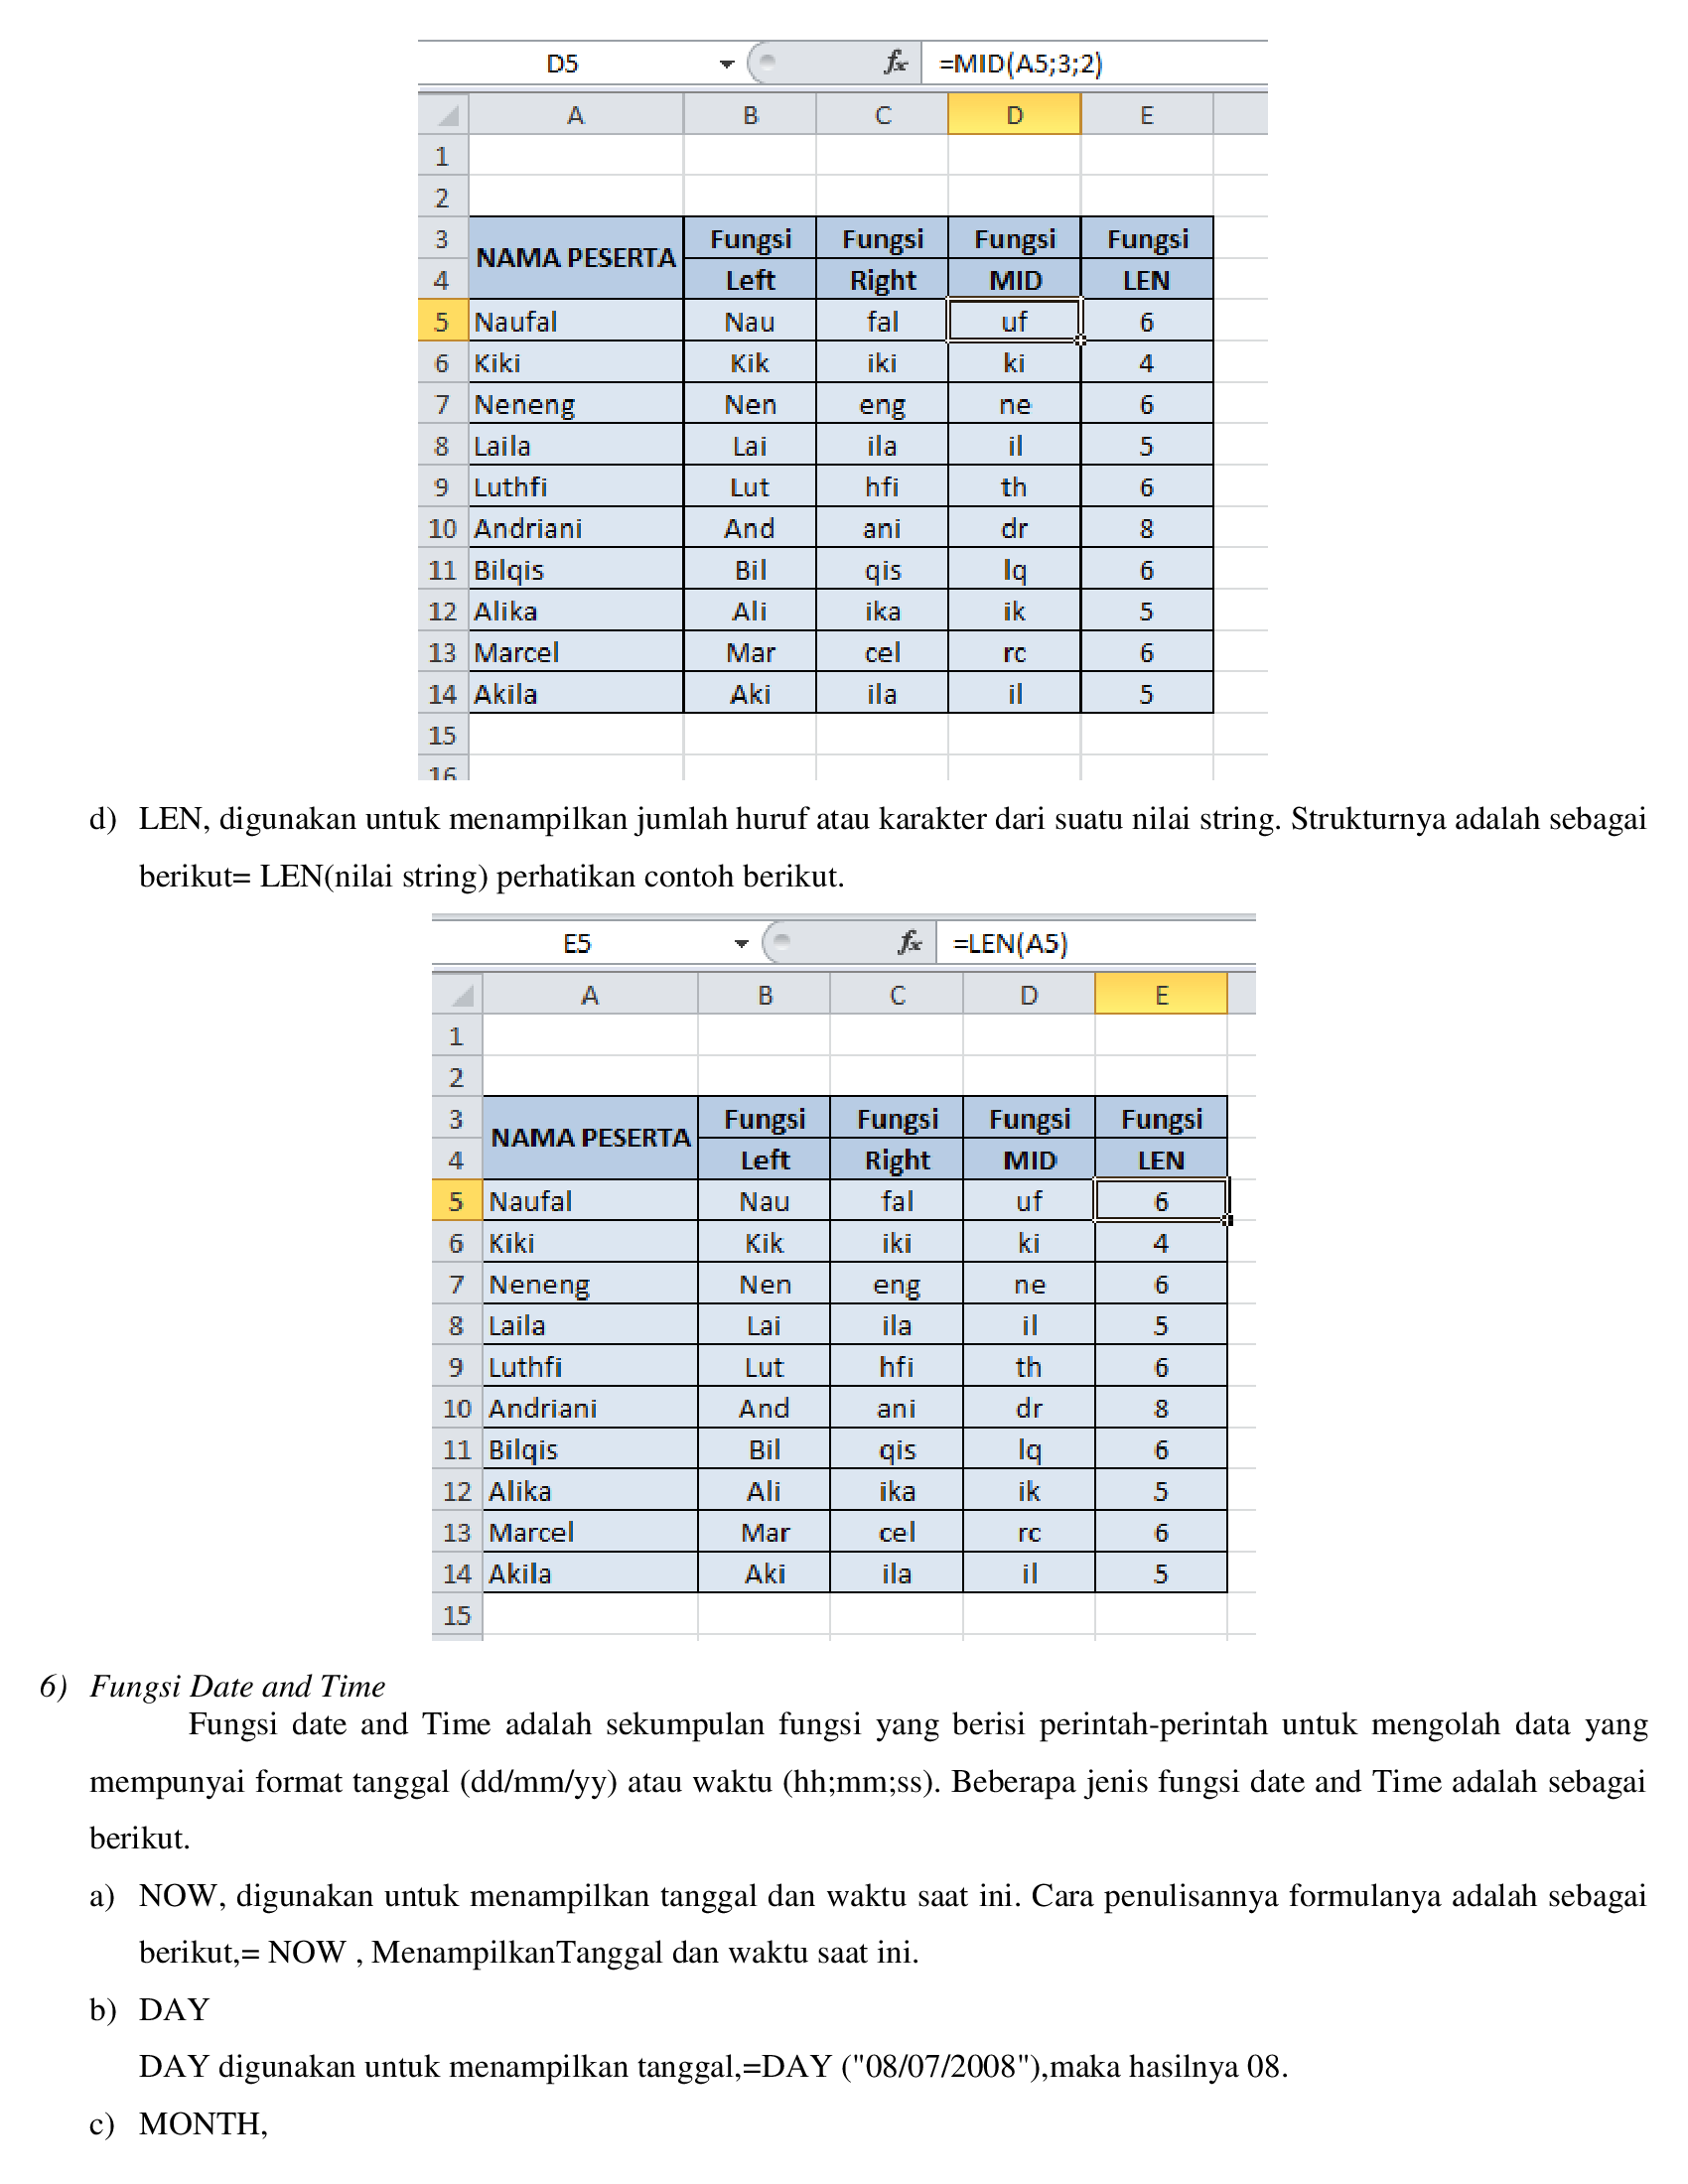 D5 fx =MID(A5;3;2)
A B C D E
1
2
3 NAMA PESERTA Fungsi Fungsi Fungsi Fungsi
4 Left Right MID LEN
5 Naufal Nau fal uf 6
6 Kiki Kik iki ki 4
7 Neneng Nen eng ne 6
8 Laila Lai ila il 5
9 Luthfi Lut hfi th 6
10 Andriani And ani dr 8
11 Bilqis Bil qis lq 6
12 Alika Ali ika ik 5
13 Marcel Mar cel rc 6
14 Akila Aki ila il 5
15
16
d) LEN, digunakan untuk menampilkan jumlah huruf atau karakter dari suatu nilai string. Strukturnya adalah sebagai
berikut= LEN(nilai string) perhatikan contoh berikut.
E5 fx =LEN(A5)
A B C D E
1
2
3 NAMA PESERTA Fungsi Fungsi Fungsi Fungsi
4 Left Right MID LEN
5 Naufal Nau fal uf 6
6 Kiki Kik iki ki 4
7 Neneng Nen eng ne 6
8 Laila Lai ila il 5
9 Luthfi Lut hfi th 6
10 Andriani And ani dr 8
11 Bilqis Bil qis lq 6
12 Alika Ali ika ik 5
13 Marcel Mar cel rc 6
14 Akila Aki ila il 5
15
6) Fungsi Date and Time
Fungsi date and Time adalah sekumpulan fungsi yang berisi perintah-perintah untuk mengolah data yang
mempunyai format tanggal (dd/mm/yy) atau waktu (hh;mm;ss). Beberapa jenis fungsi date and Time adalah sebagai
berikut.
a) NOW, digunakan untuk menampilkan tanggal dan waktu saat ini. Cara penulisannya formulanya adalah sebagai
berikut,= NOW , MenampilkanTanggal dan waktu saat ini.
b) DAY
DAY digunakan untuk menampilkan tanggal,=DAY ("08/07/2008"),maka hasilnya 08.
c) MONTH,